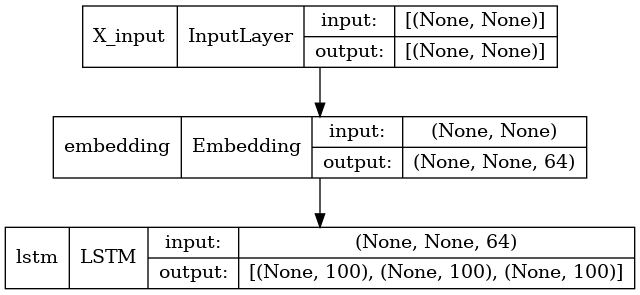 X_input InputLayer input: [(None, None)]
output: [(None, None)]
embedding Embedding input: (None, None)
output: (None, None, 64)
lstm LSTM input: (None, None, 64)
output: [(None, 100), (None, 100), (None, 100)]